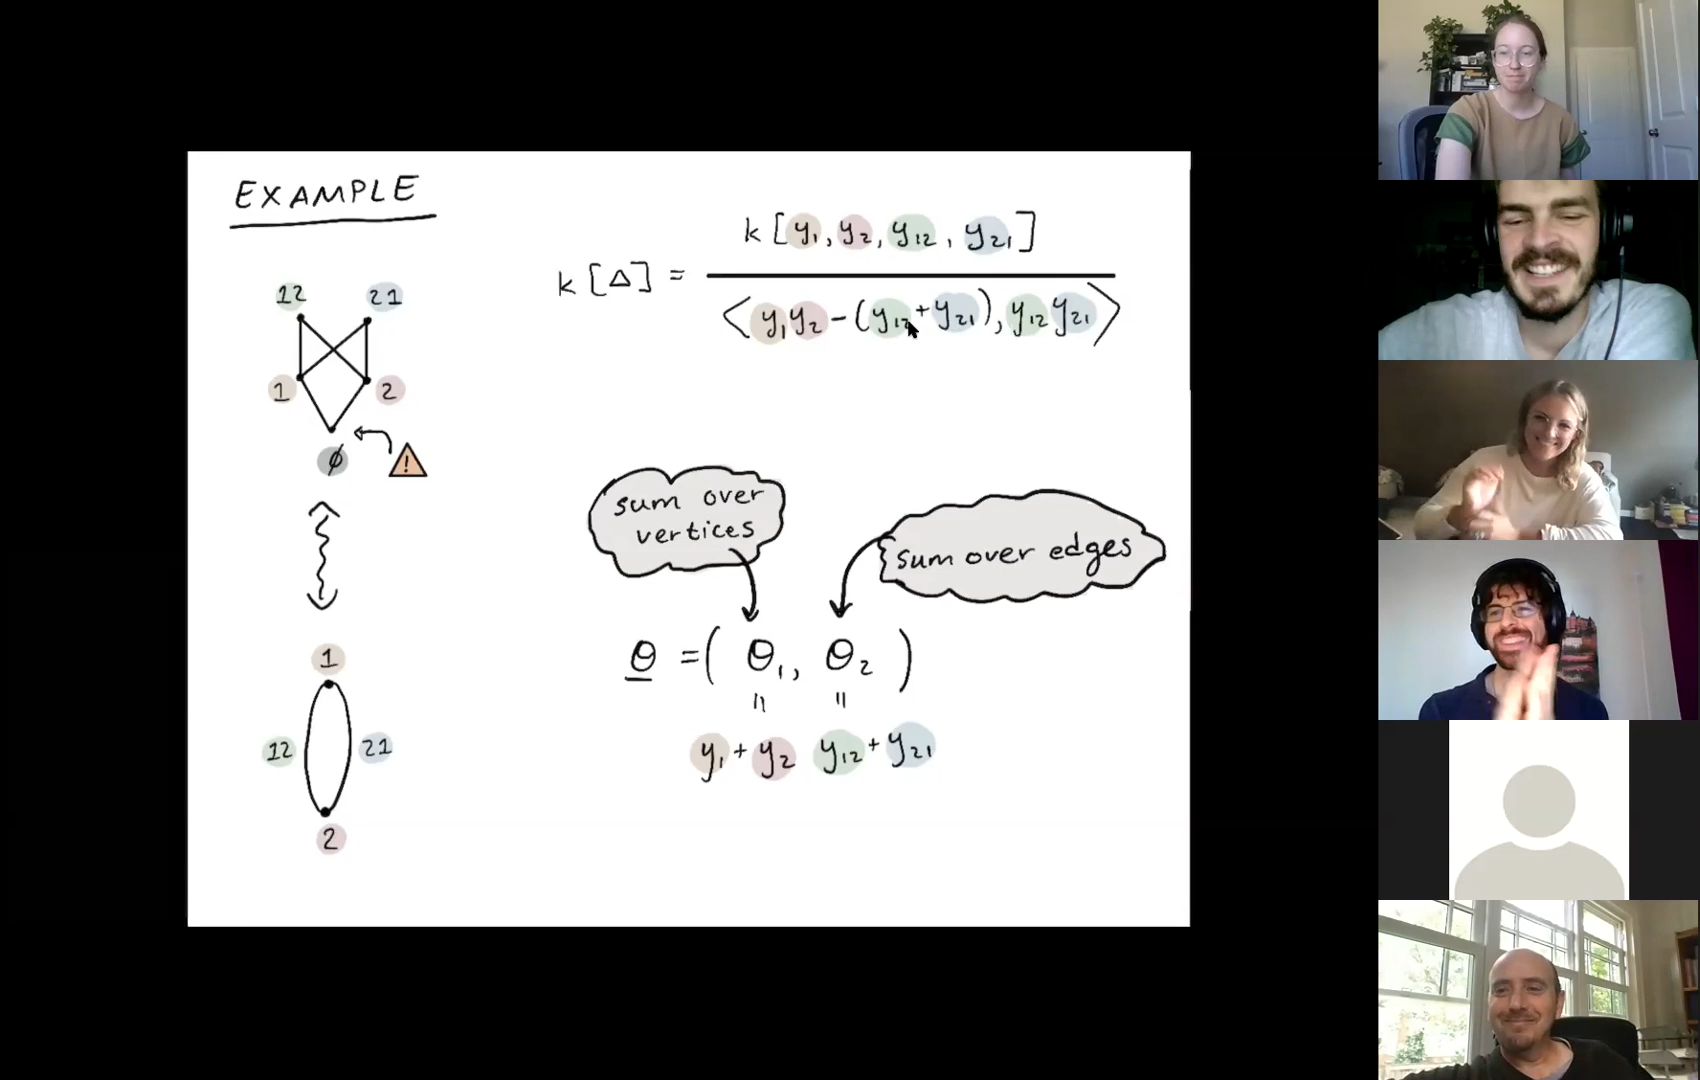 EXAMPLE
k[y₁, y₂, y₁₂, y₂₁]
k[Δ] =
⟨y₁y₂ - (y₁₂ + y₂₁), y₁₂y₂₁⟩
12 21
1 2
∅ !
sum over
vertices
sum over edges
θ = (θ₁, θ₂)
= =
y₁ + y₂ y₁₂ + y₂₁
1
12 21
2